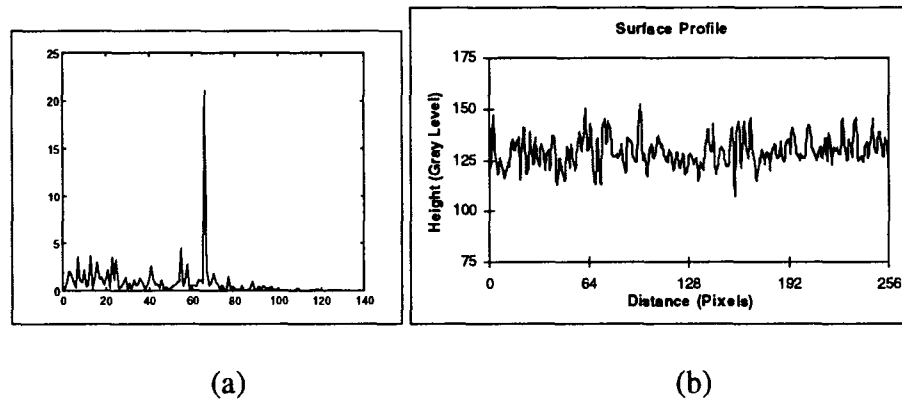 25
20
15
10
5
0
0 20 40 60 80 100 120 140
(a)
Surface Profile
Height (Gray Level)
175
150
125
100
75
0 64 128 192 256
Distance (Pixels)
(b)